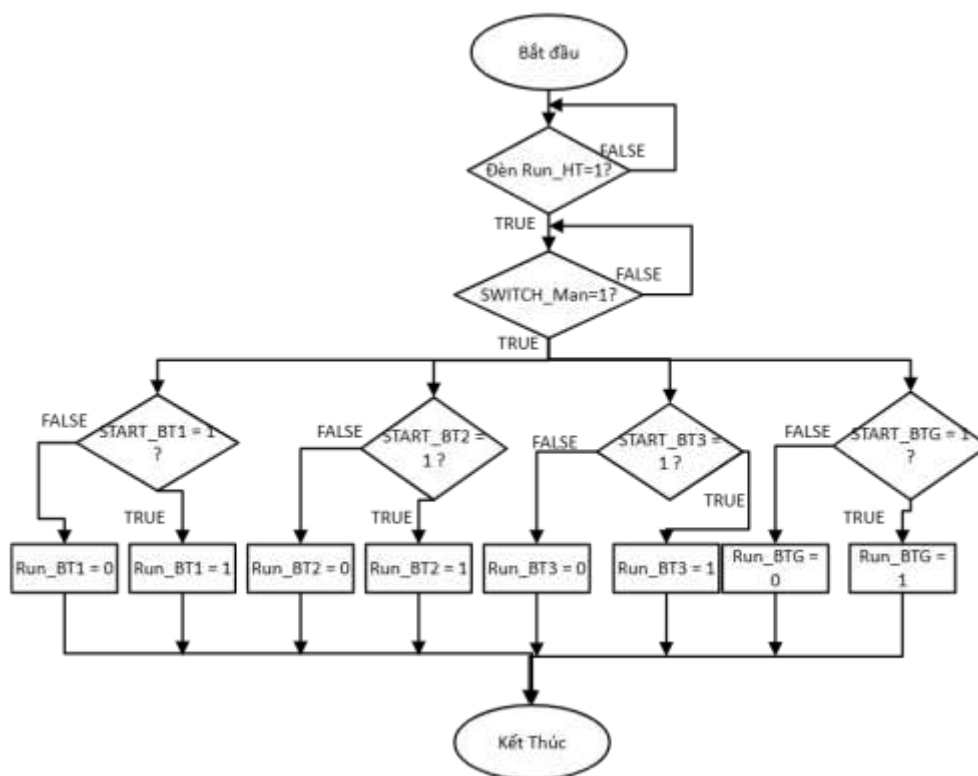 Bắt đầu
FALSE
Đèn Run_HT=1?
TRUE
FALSE
SWITCH_Man=1?
TRUE
FALSE
START_BT1 = 1
?
TRUE
FALSE
START_BT2 =
1 ?
TRUE
FALSE
START_BT3 =
1 ?
TRUE
FALSE
START_BTG = 1
?
TRUE
Run_BT1 = 0
Run_BT1 = 1
Run_BT2 = 0
Run_BT2 = 1
Run_BT3 = 0
Run_BT3 = 1
Run_BTG =
0
Run_BTG =
1
Kết Thúc